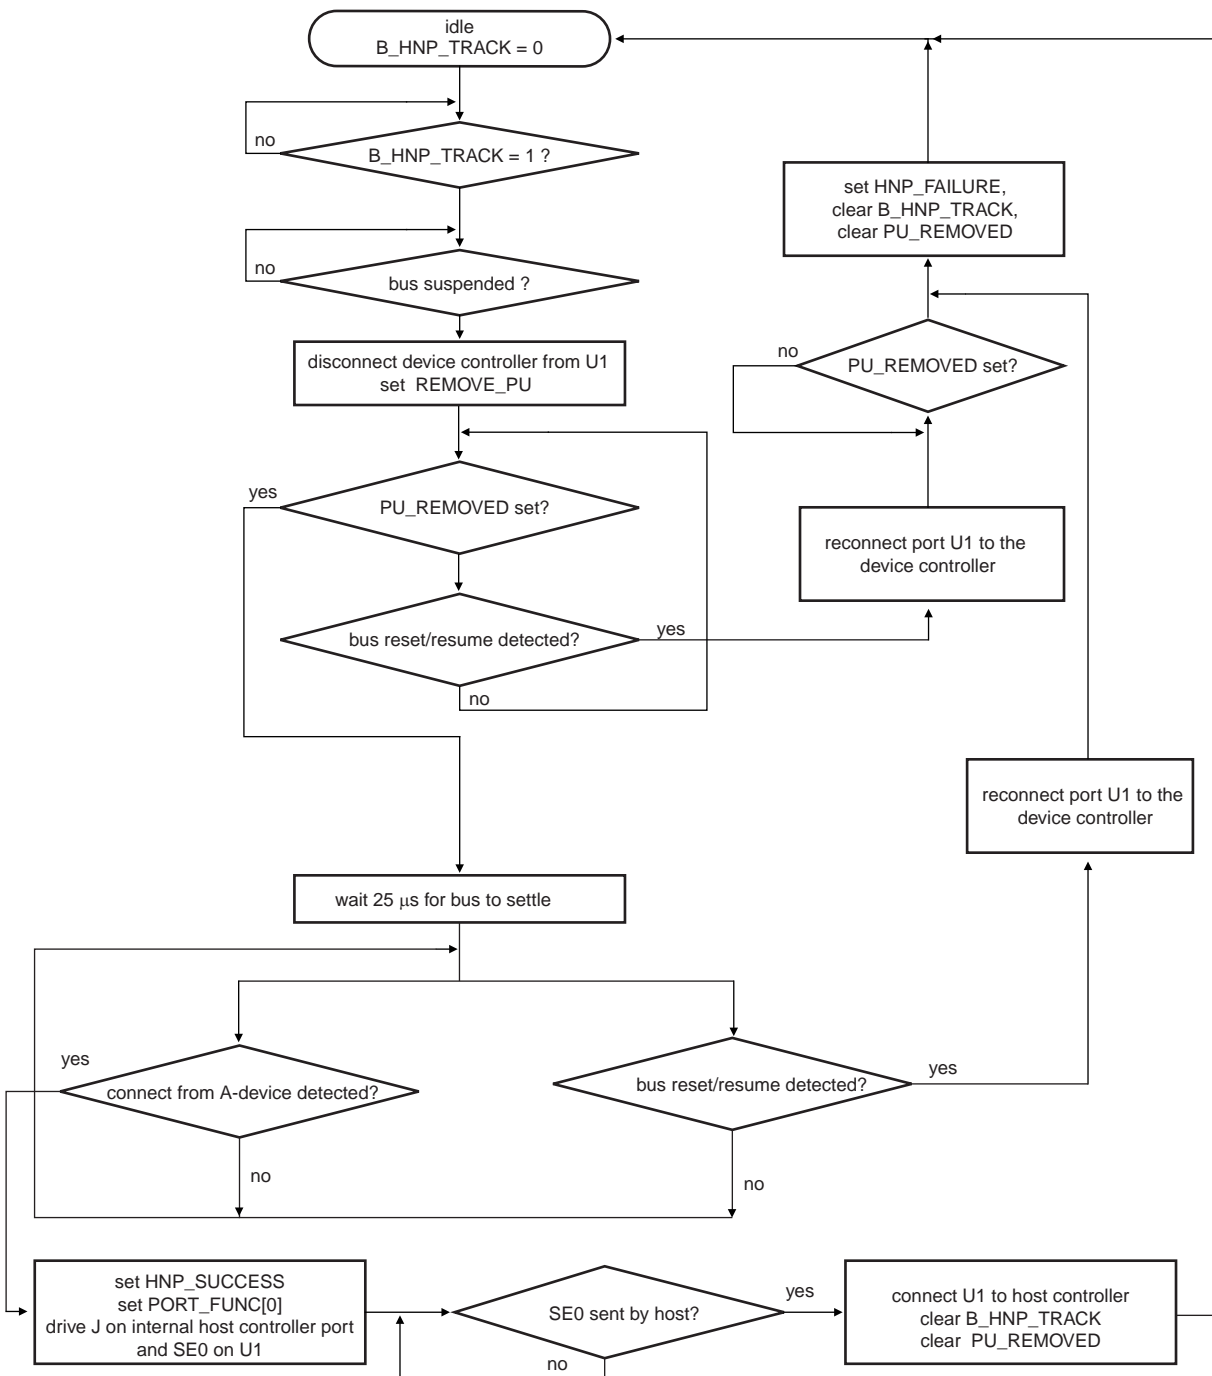 idle
B_HNP_TRACK = 0
no
B_HNP_TRACK = 1 ?
no
bus suspended ?
disconnect device controller from U1
set REMOVE_PU
yes
PU_REMOVED set?
bus reset/resume detected?
yes
no
set HNP_FAILURE,
clear B_HNP_TRACK,
clear PU_REMOVED
no
PU_REMOVED set?
reconnect port U1 to the
device controller
reconnect port U1 to the
device controller
wait 25 μs for bus to settle
yes
connect from A-device detected?
no
bus reset/resume detected?
yes
no
set HNP_SUCCESS
set PORT_FUNC[0]
drive J on internal host controller port
and SE0 on U1
SE0 sent by host?
yes
no
connect U1 to host controller
clear B_HNP_TRACK
clear PU_REMOVED